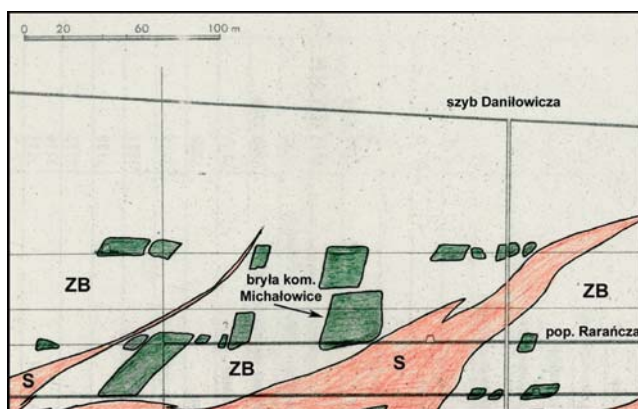 0 20 60 100 m
szyb Daniłowicza
bryła kom.
Michałowice
ZB
ZB
pop. Rarańcza
ZB
S
S